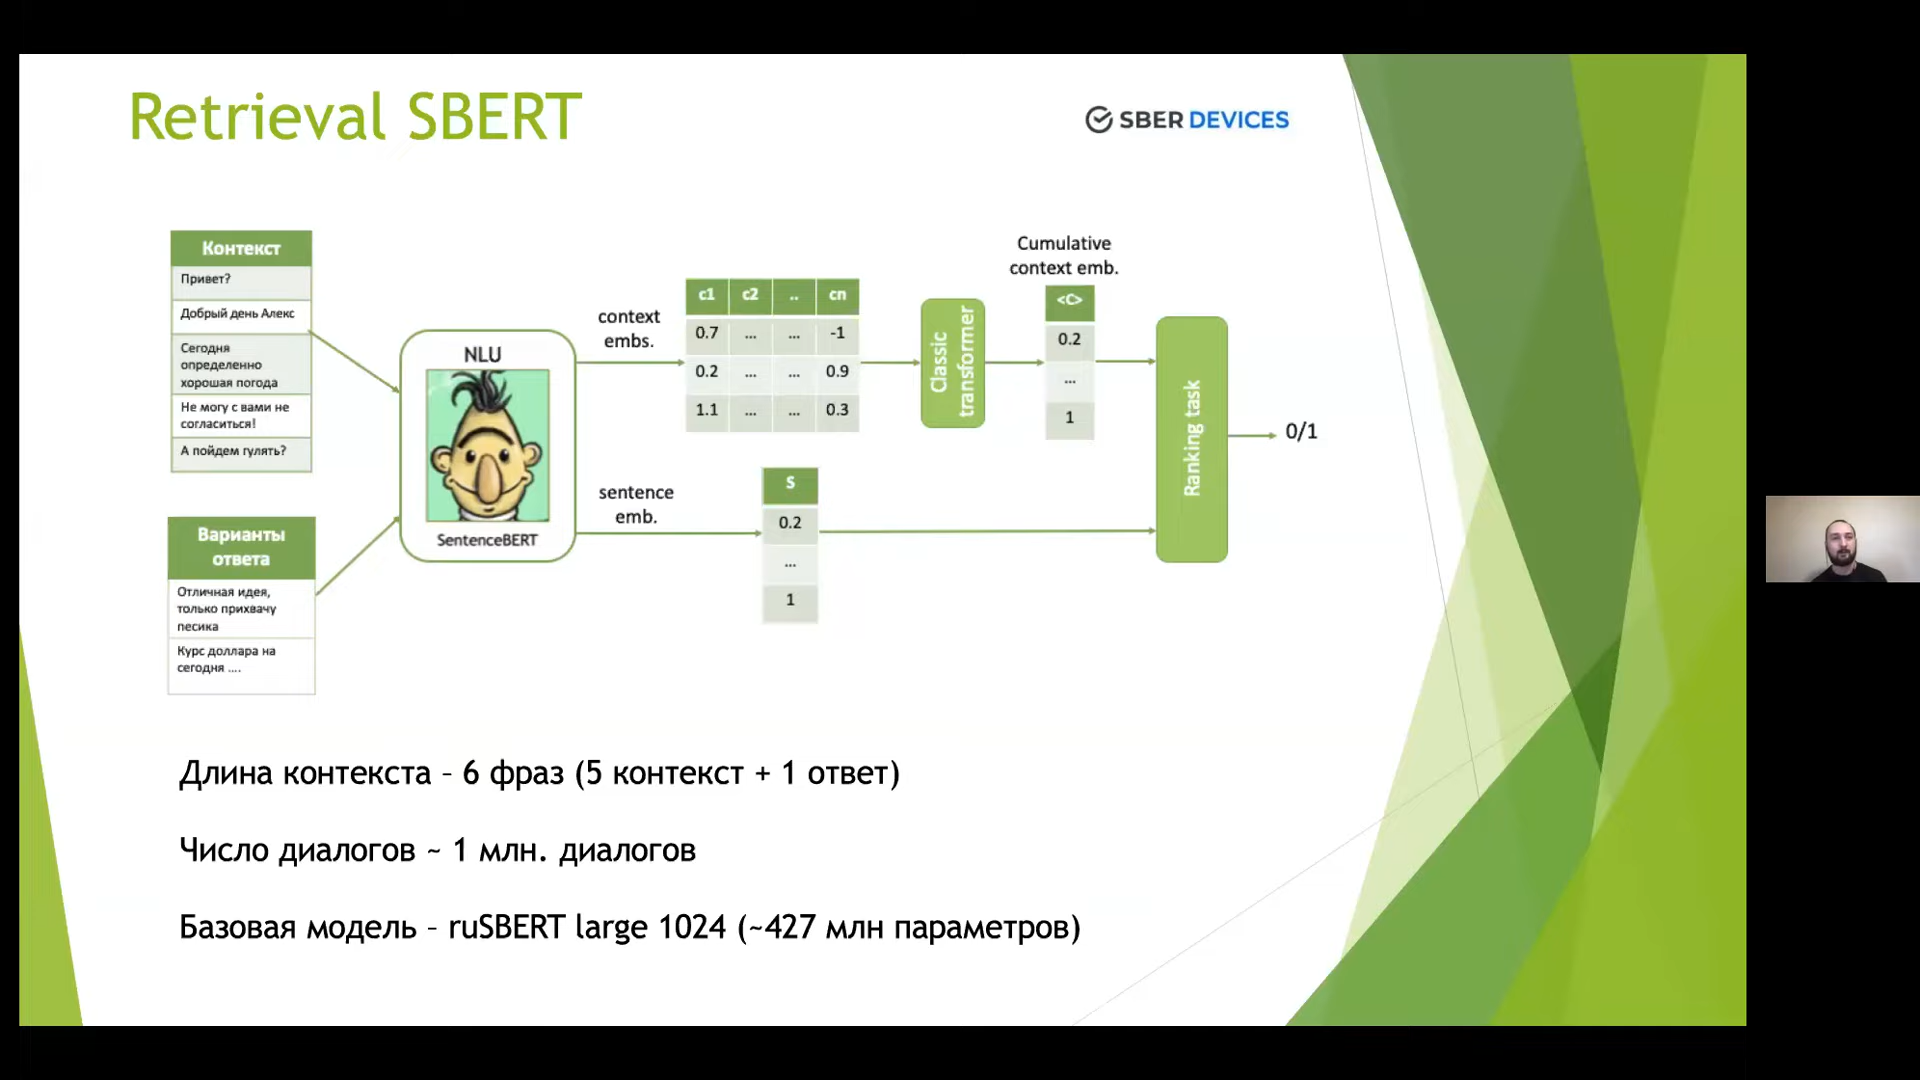 Retrieval SBERT
SBER DEVICES
Контекст
Привет?
Добрый день Алекс
Сегодня
определенно
хорошая погода
Не могу с вами не
согласиться!
А пойдем гулять?
Варианты
ответа
Отличная идея,
только прихвачу
песика
Курс доллара на
сегодня ....
NLU
SentenceBERT
context
embs.
c1 c2 .. cn
0.7 ... ... -1
0.2 ... ... 0.9
1.1 ... ... 0.3
sentence
emb.
S
0.2
...
1
Classic
transformer
Cumulative
context emb.
<C>
0.2
...
1
Ranking task
0/1
Длина контекста – 6 фраз (5 контекст + 1 ответ)
Число диалогов ~ 1 млн. диалогов
Базовая модель – ruSBERT large 1024 (~427 млн параметров)